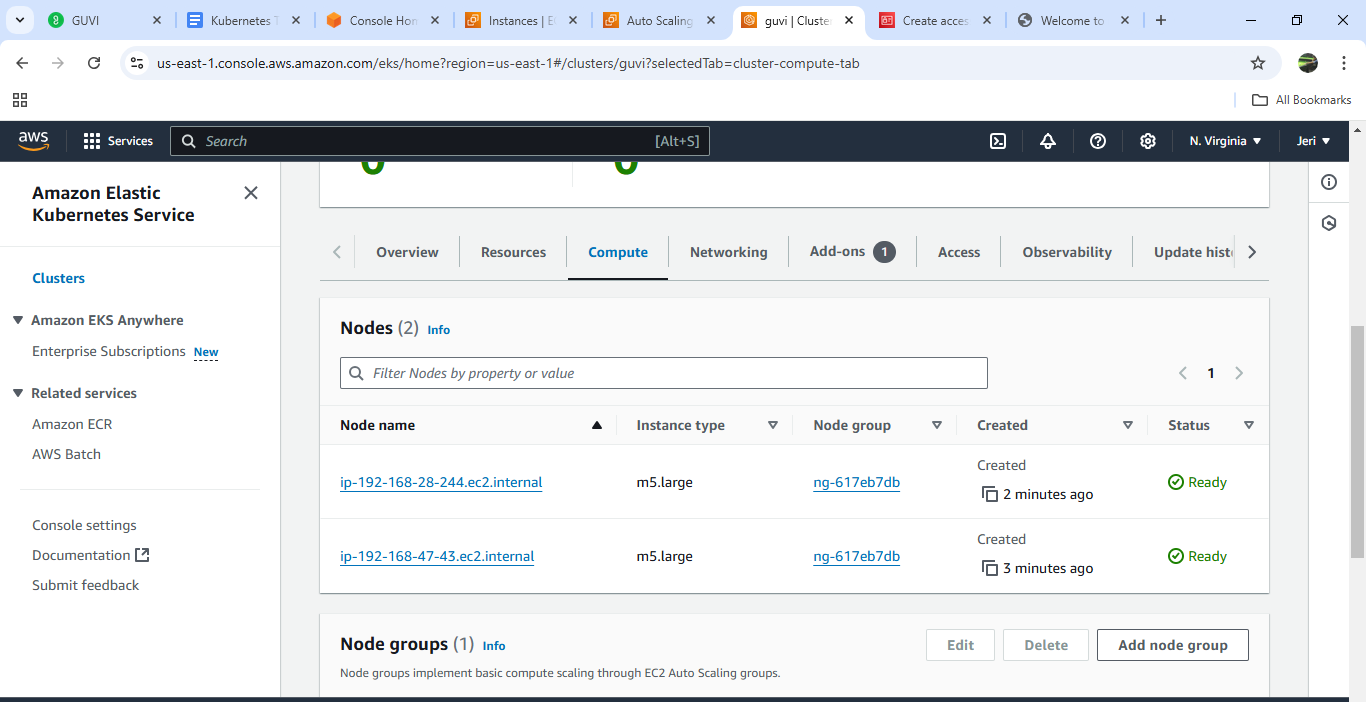 GUVI
Kubernetes T
Console Hom
Instances | E
Auto Scaling
guvi | Cluste
Create acces
Welcome to
us-east-1.console.aws.amazon.com/eks/home?region=us-east-1#/clusters/guvi?selectedTab=cluster-compute-tab
All Bookmarks
aws
Services
Search
[Alt+S]
N. Virginia
Jeri
Amazon Elastic
Kubernetes Service
Clusters
Amazon EKS Anywhere
Enterprise Subscriptions New
Related services
Amazon ECR
AWS Batch
Console settings
Documentation
Submit feedback
Overview
Resources
Compute
Networking
Add-ons 1
Access
Observability
Update histo
Nodes (2) Info
Filter Nodes by property or value
1
Node name Instance type Node group Created Status
ip-192-168-28-244.ec2.internal m5.large ng-617eb7db Created
2 minutes ago Ready
ip-192-168-47-43.ec2.internal m5.large ng-617eb7db Created
3 minutes ago Ready
Node groups (1) Info
Edit
Delete
Add node group
Node groups implement basic compute scaling through EC2 Auto Scaling groups.